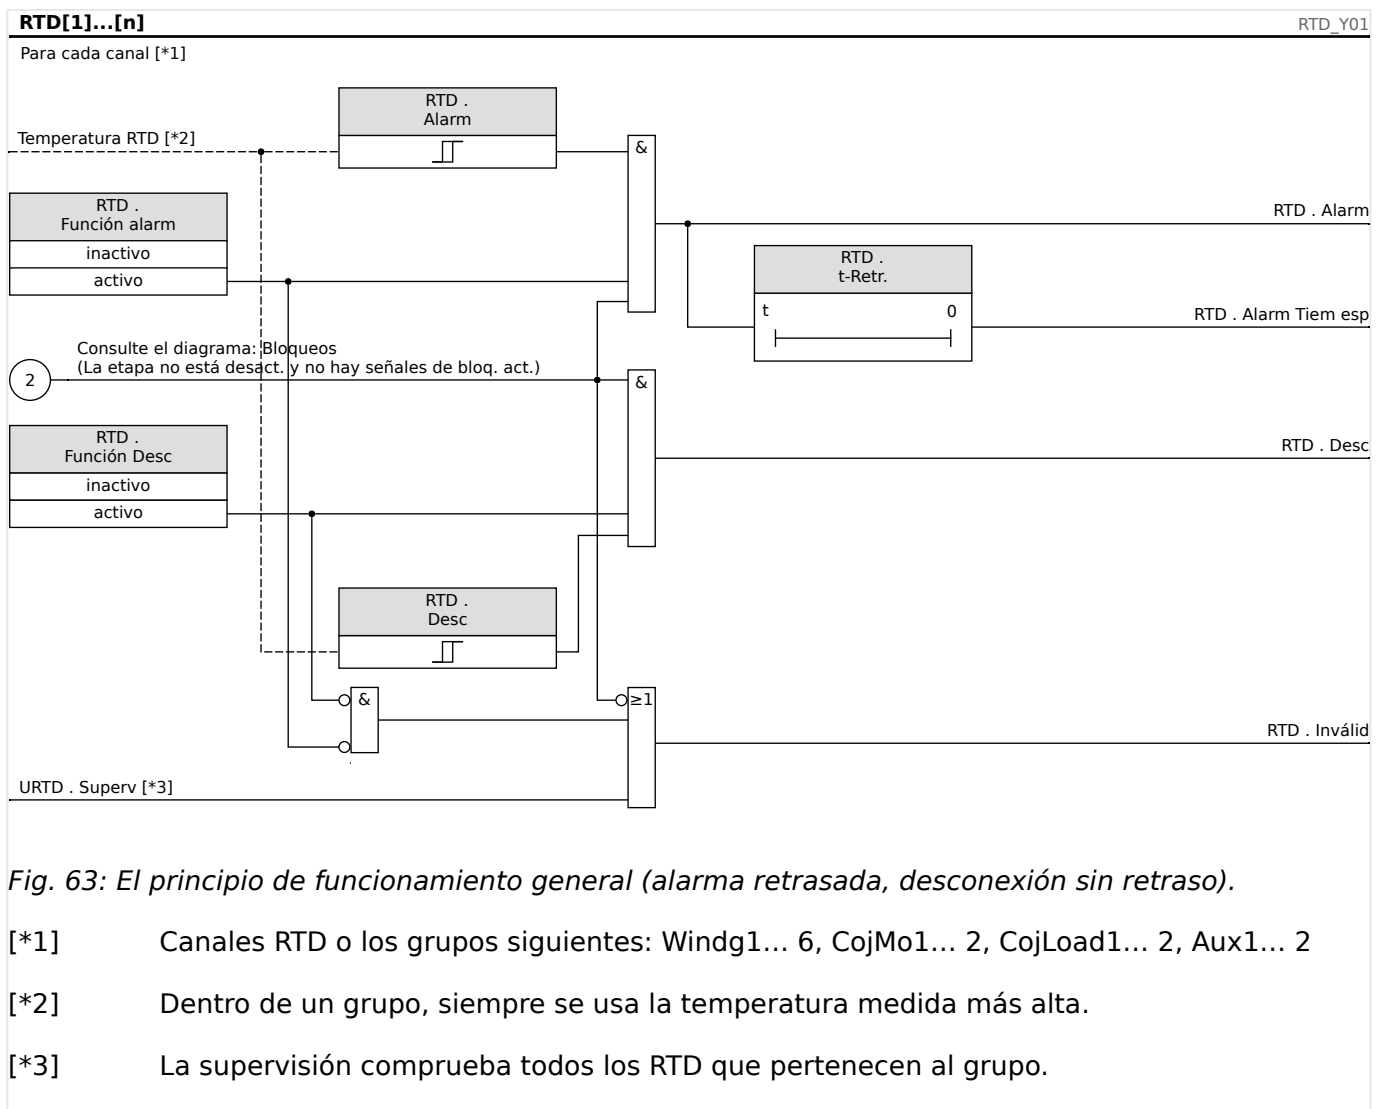 RTD[1]...[n]
RTD_Y01
Para cada canal [*1]
RTD .
Alarm
Temperatura RTD [*2]
&
RTD .
Función alarm
inactivo
activo
RTD . Alarm
RTD .
t-Retr.
t 0
RTD . Alarm Tiem esp
Consulte el diagrama: Bloqueos
(La etapa no está desact. y no hay señales de bloq. act.)
2
&
RTD .
Función Desc
inactivo
activo
RTD . Desc
RTD .
Desc
&
≥1
RTD . Inválid
URTD . Superv [*3]
Fig. 63: El principio de funcionamiento general (alarma retrasada, desconexión sin retraso).
[*1] Canales RTD o los grupos siguientes: Windg1… 6, CojMo1… 2, CojLoad1… 2, Aux1… 2
[*2] Dentro de un grupo, siempre se usa la temperatura medida más alta.
[*3] La supervisión comprueba todos los RTD que pertenecen al grupo.